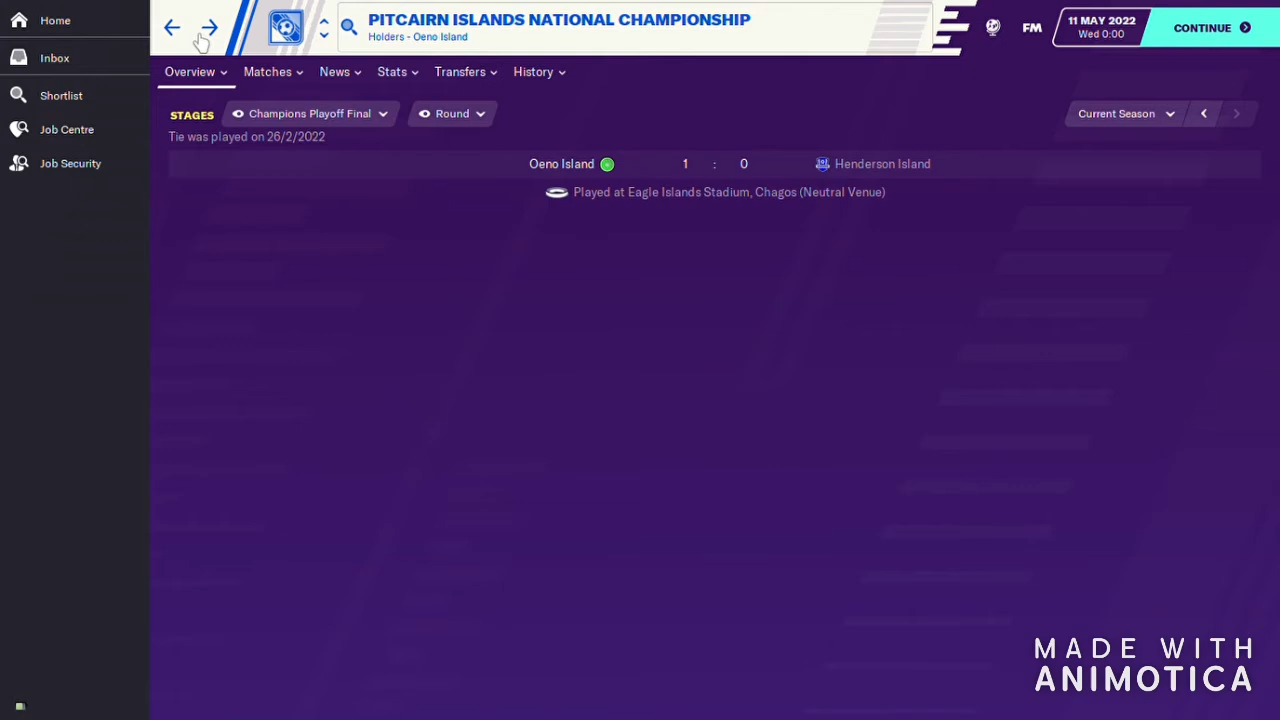 Home
Inbox
Shortlist
Job Centre
Job Security
PITCAIRN ISLANDS NATIONAL CHAMPIONSHIP
Holders - Oeno Island
FM
11 MAY 2022
Wed 0:00
CONTINUE
Overview Matches News Stats Transfers History
STAGES Champions Playoff Final Round Current Season
Tie was played on 26/2/2022
Oeno Island 1 : 0 Henderson Island
Played at Eagle Islands Stadium, Chagos (Neutral Venue)
MADE WITH
ANIMOTICA